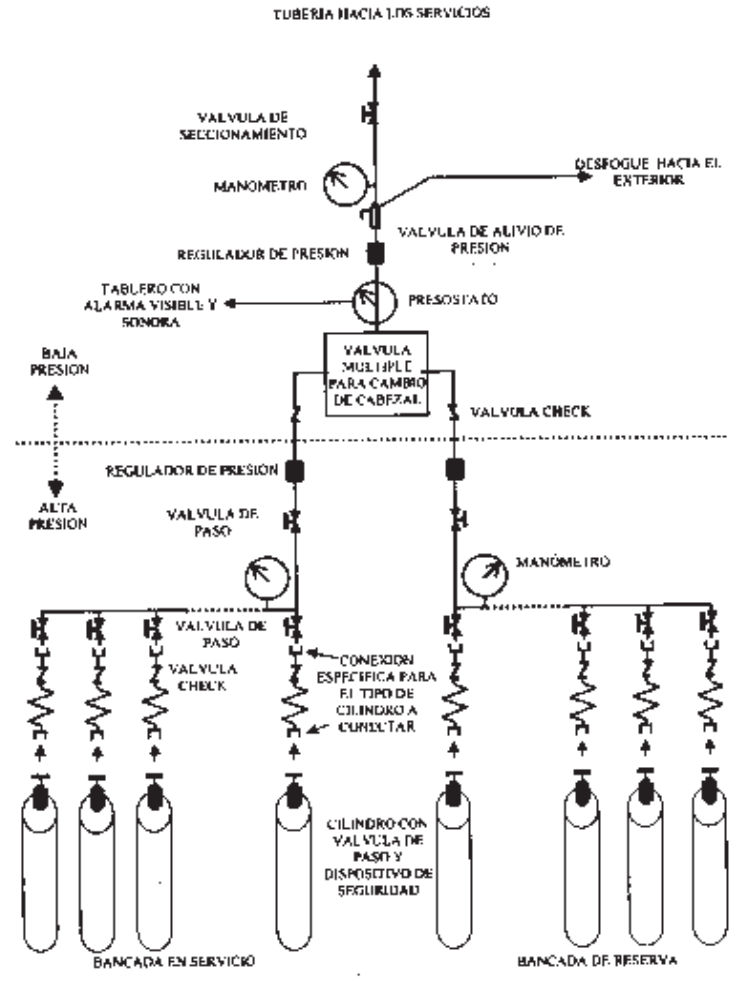 TUBERIA HACIA LOS SERVICIOS
VALVULA DE
SECCIONAMIENTO
MANOMETRO
DESFOGUE HACIA EL
EXTERIOR
VALVULA DE ALIVIO DE
PRESION
REGULADOR DE PRESION
TABLERO CON
ALARMA VISIBLE Y
SONORA
PRESOSTATO
BAJA
PRESION
VALVULA
MULTIPLE
PARA CAMBIO
DE CABEZAL
VALVULA CHECK
REGULADOR DE PRESION
ALTA
PRESION
VALVULA DE
PASO
MANÓMETRO
VALVULA DE
PASO
VALVULA
CHECK
CONEXION
ESPECIFICA PARA
EL TIPO DE
CILINDRO A
CONECTAR
CILINDRO CON
VALVULA DE
PASO Y
DISPOSITIVO DE
SEGURIDAD
BANCADA EN SERVICIO
BANCADA DE RESERVA